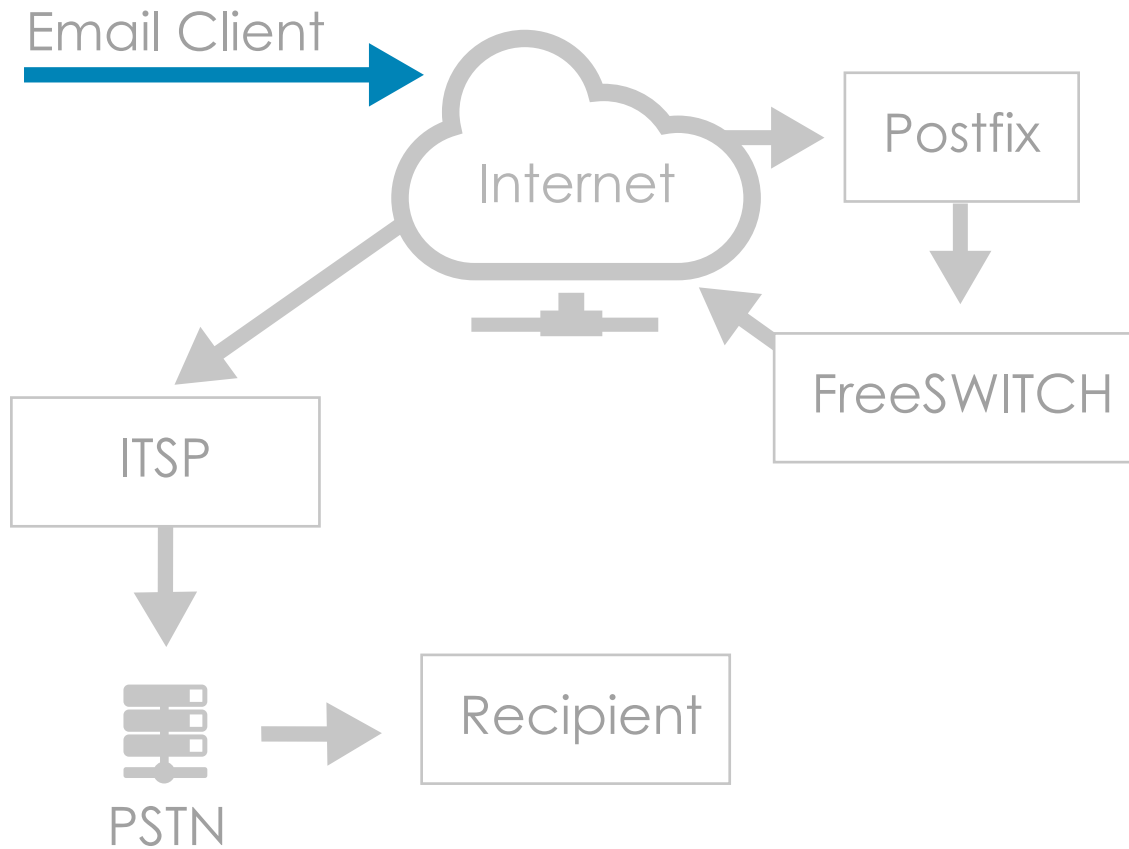 Email Client
Internet
Postfix
FreeSWITCH
ITSP
PSTN
Recipient